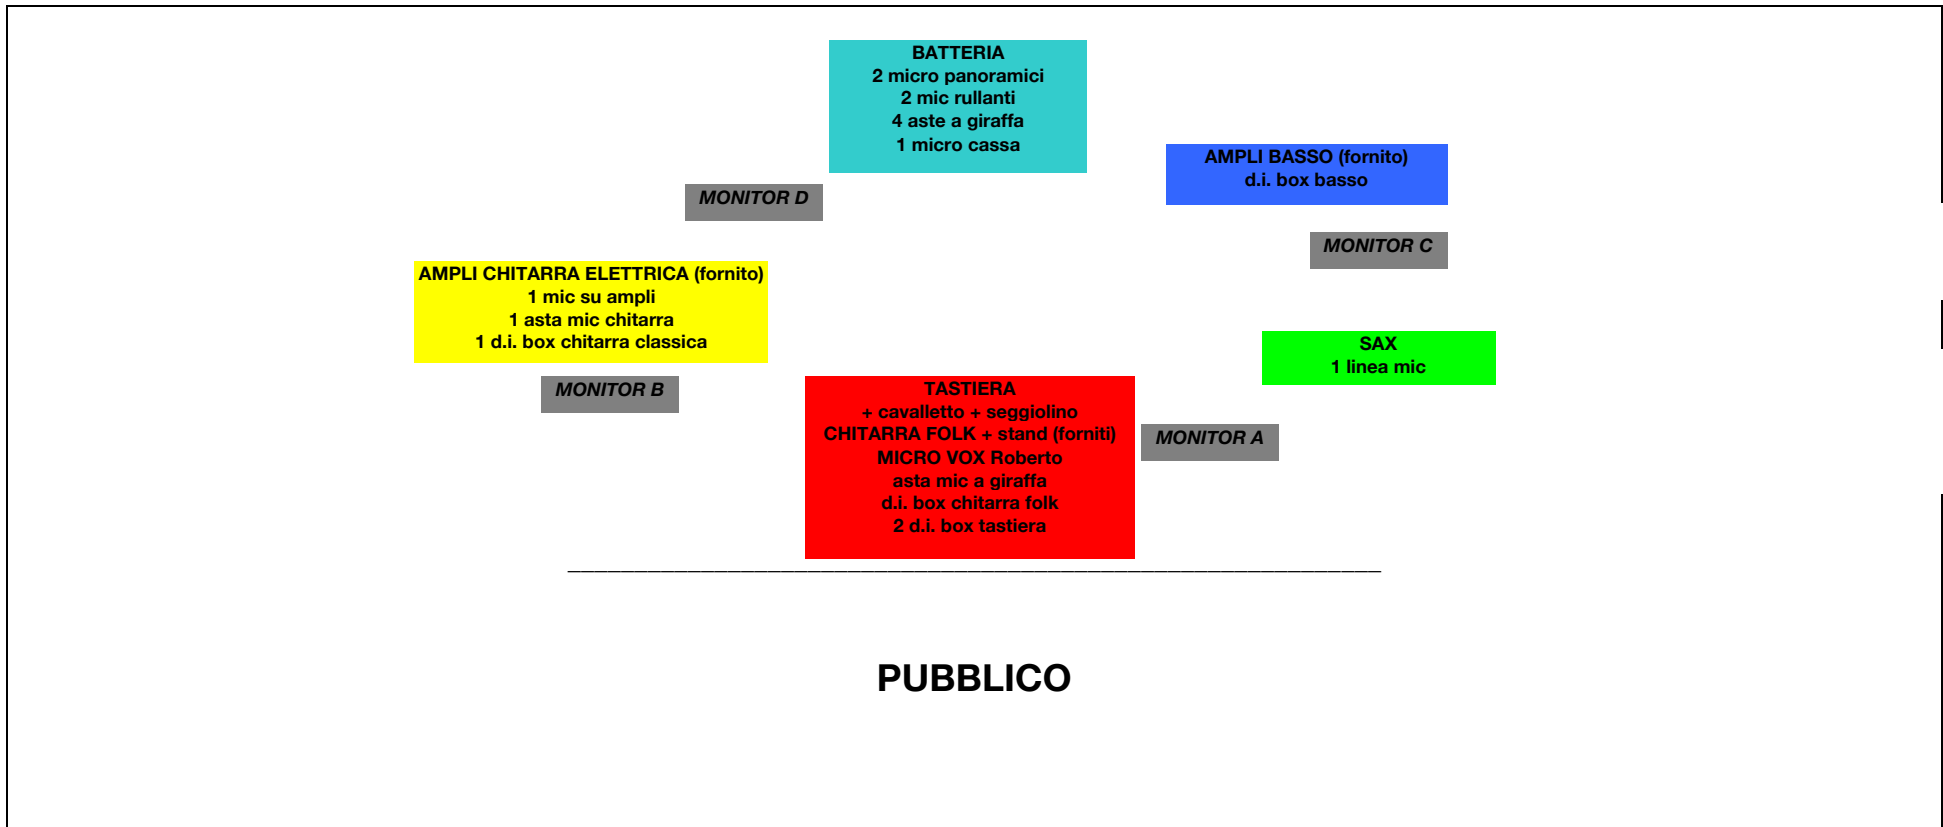 BATTERIA
2 micro panoramici
2 mic rullanti
4 aste a giraffa
1 micro cassa
AMPLI BASSO (fornito)
d.i. box basso
MONITOR D
MONITOR C
AMPLI CHITARRA ELETTRICA (fornito)
1 mic su ampli
1 asta mic chitarra
1 d.i. box chitarra classica
SAX
1 linea mic
MONITOR B
TASTIERA
+ cavalletto + seggiolino
CHITARRA FOLK + stand (forniti)
MICRO VOX Roberto
asta mic a giraffa
d.i. box chitarra folk
2 d.i. box tastiera
MONITOR A
PUBBLICO